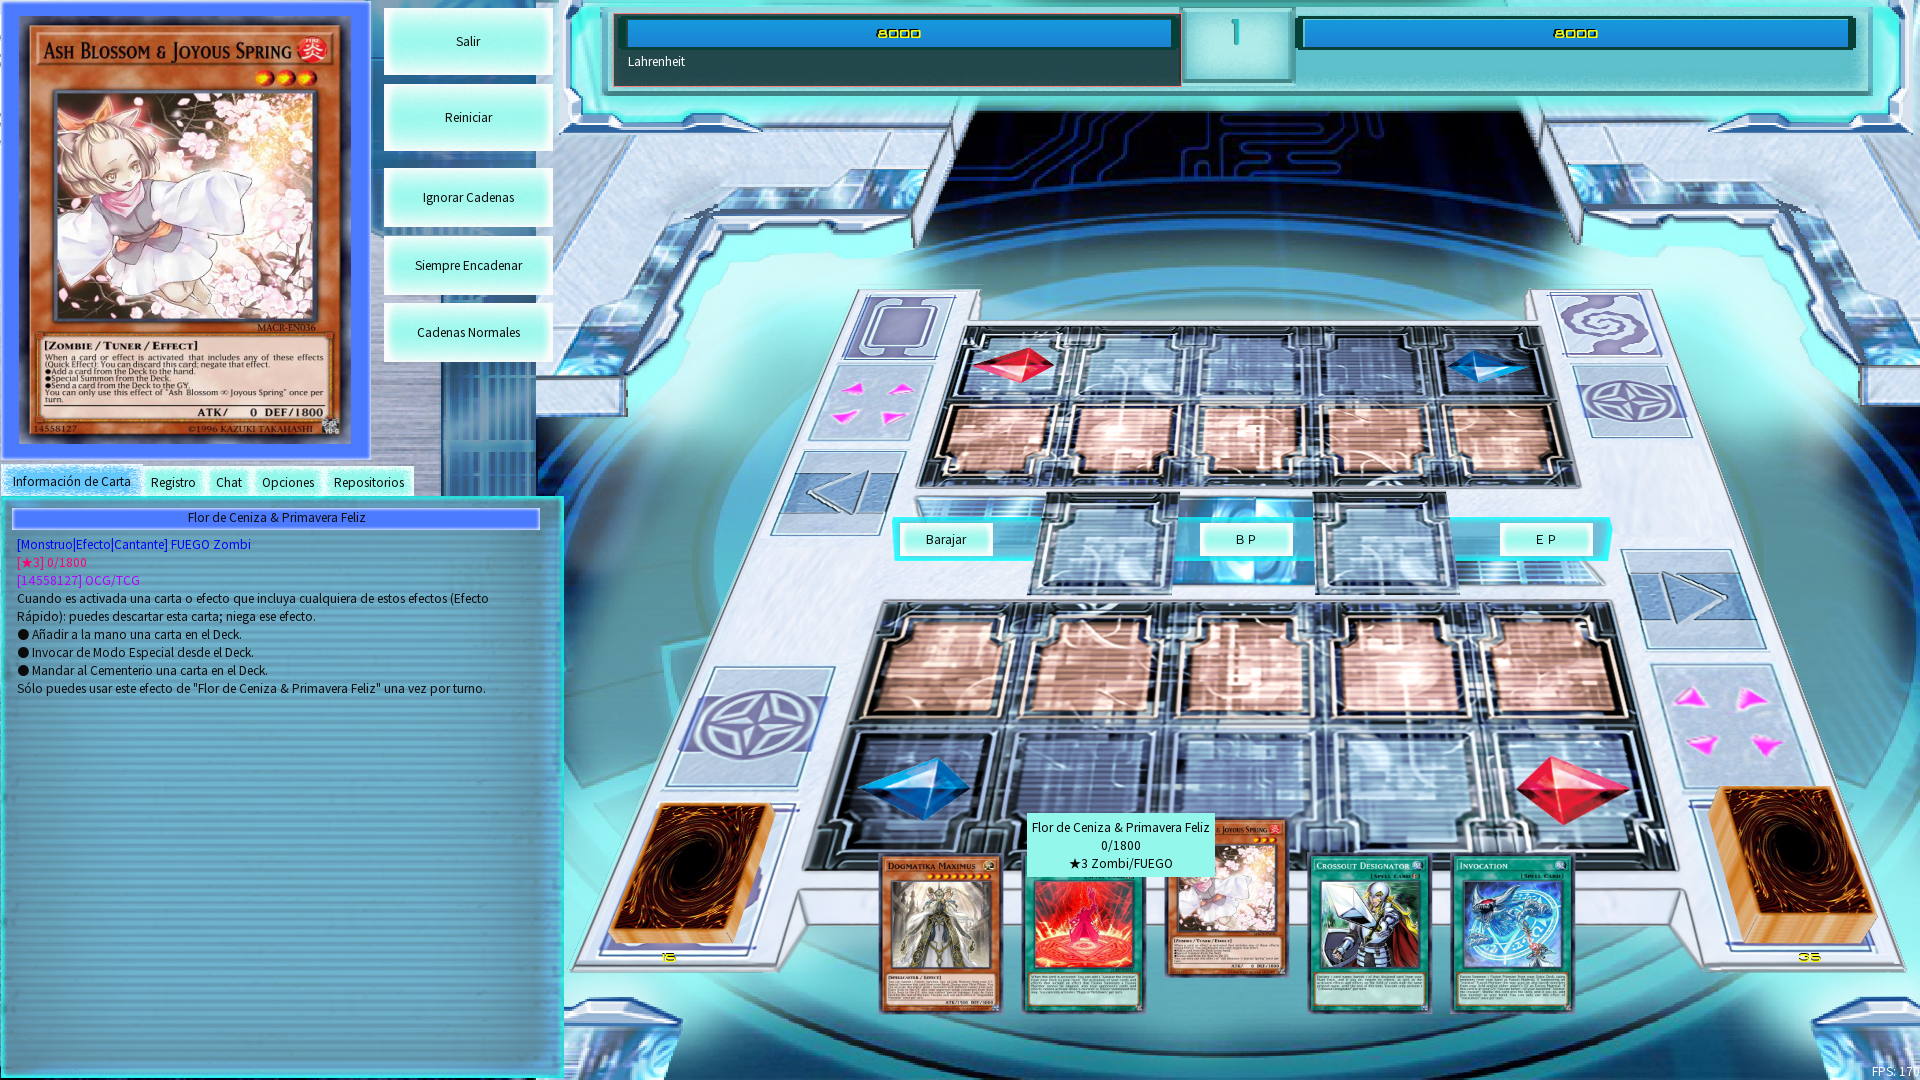 ASH BLOSSOM & JOYOUS SPRING
MACR-EN036
[ZOMBIE / TUNER / EFFECT]
When a card or effect is activated that includes any of these effects
(Quick Effect): You can discard this card; negate that effect.
●Add a card from the Deck to the hand.
●Special Summon from the Deck.
●Send a card from the Deck to the GY.
You can only use this effect of "Ash Blossom & Joyous Spring" once per
turn.
ATK/ 0 DEF/1800
14558127
©1996 KAZUKI TAKAHASHI
Salir
Reiniciar
Ignorar Cadenas
Siempre Encadenar
Cadenas Normales
8000
Lahrenheit
1
8000
Información de Carta
Registro
Chat
Opciones
Repositorios
Flor de Ceniza & Primavera Feliz
[Monstruo|Efecto|Cantante] FUEGO Zombi
[★3] 0/1800
[14558127] OCG/TCG
Cuando es activada una carta o efecto que incluya cualquiera de estos efectos (Efecto
Rápido): puedes descartar esta carta; niega ese efecto.
● Añadir a la mano una carta en el Deck.
● Invocar de Modo Especial desde el Deck.
● Mandar al Cementerio una carta en el Deck.
Sólo puedes usar este efecto de "Flor de Ceniza & Primavera Feliz" una vez por turno.
Barajar
B P
E P
Flor de Ceniza & Primavera Feliz
0/1800
★3 Zombi/FUEGO
DOGMATIKA MAXIMUS
JOYOUS SPRING
CROSSOUT DESIGNATOR
[SPELL CARD]
INVOCATION
[SPELL CARD]
15
35
FPS: 170